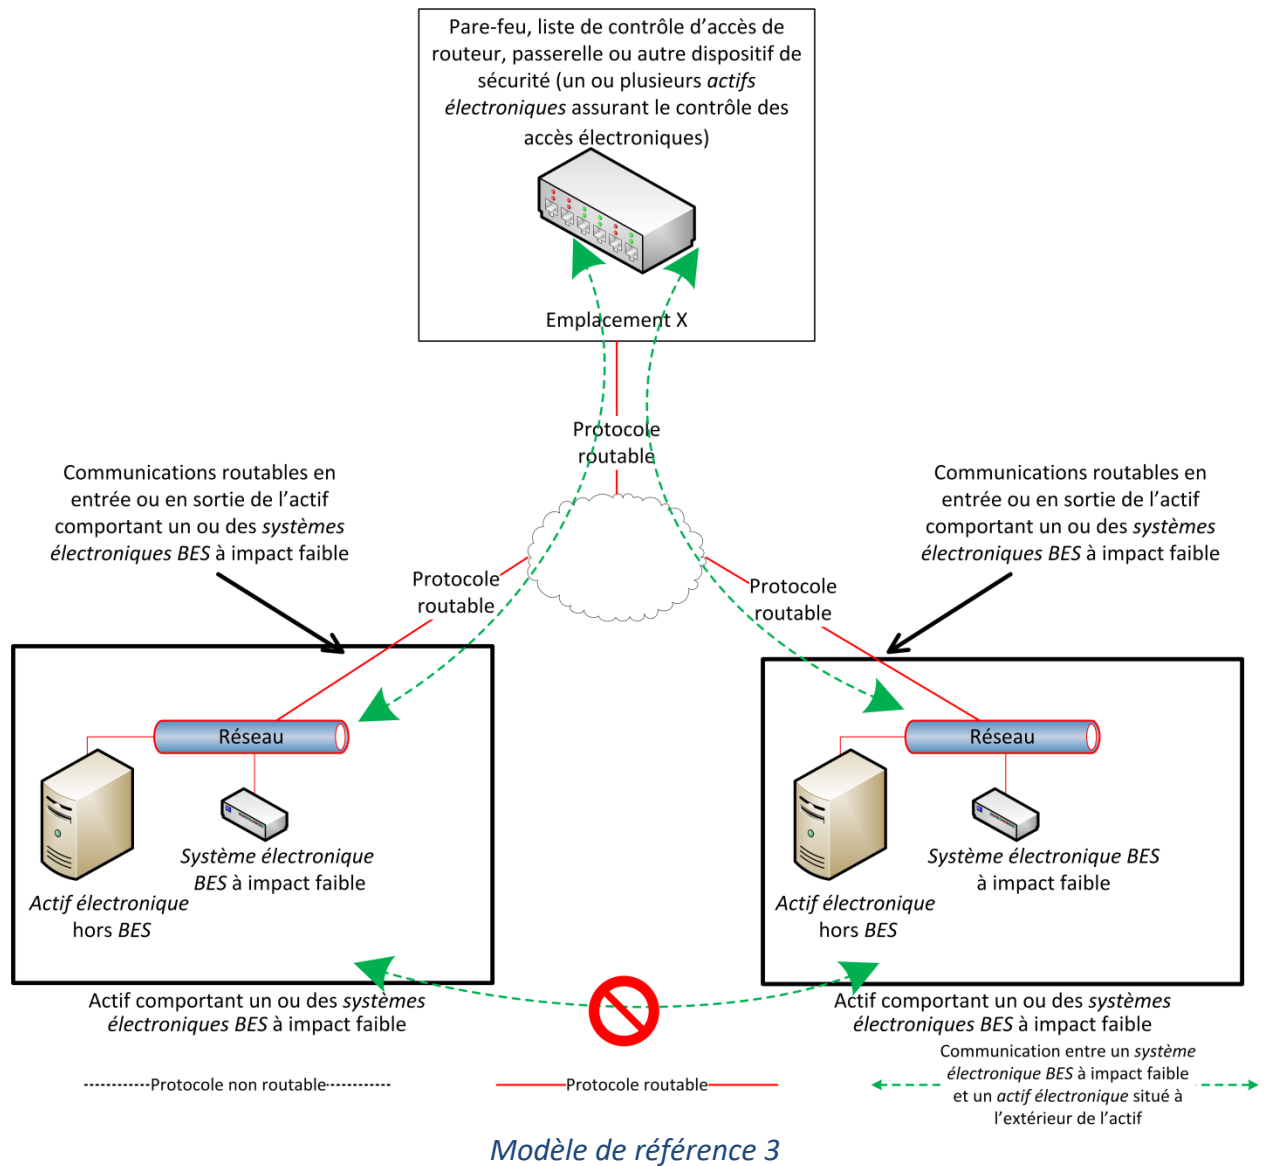 Pare-feu, liste de contrôle d’accès de
routeur, passerelle ou autre dispositif de
sécurité (un ou plusieurs actifs
électroniques assurant le contrôle des
accès électroniques)
Emplacement X
Protocole
routable
Communications routables en
entrée ou en sortie de l’actif
comportant un ou des systèmes
électroniques BES à impact faible
Communications routables en
entrée ou en sortie de l’actif
comportant un ou des systèmes
électroniques BES à impact faible
Protocole
routable
Protocole
routable
Réseau
Système électronique
BES à impact faible
Actif électronique
hors BES
Réseau
Système électronique BES
à impact faible
Actif électronique
hors BES
Actif comportant un ou des systèmes
électroniques BES à impact faible
Actif comportant un ou des systèmes
électroniques BES à impact faible
Protocole non routable
Protocole routable
Communication entre un système
électronique BES à impact faible
et un actif électronique situé à
l’extérieur de l’actif
Modèle de référence 3